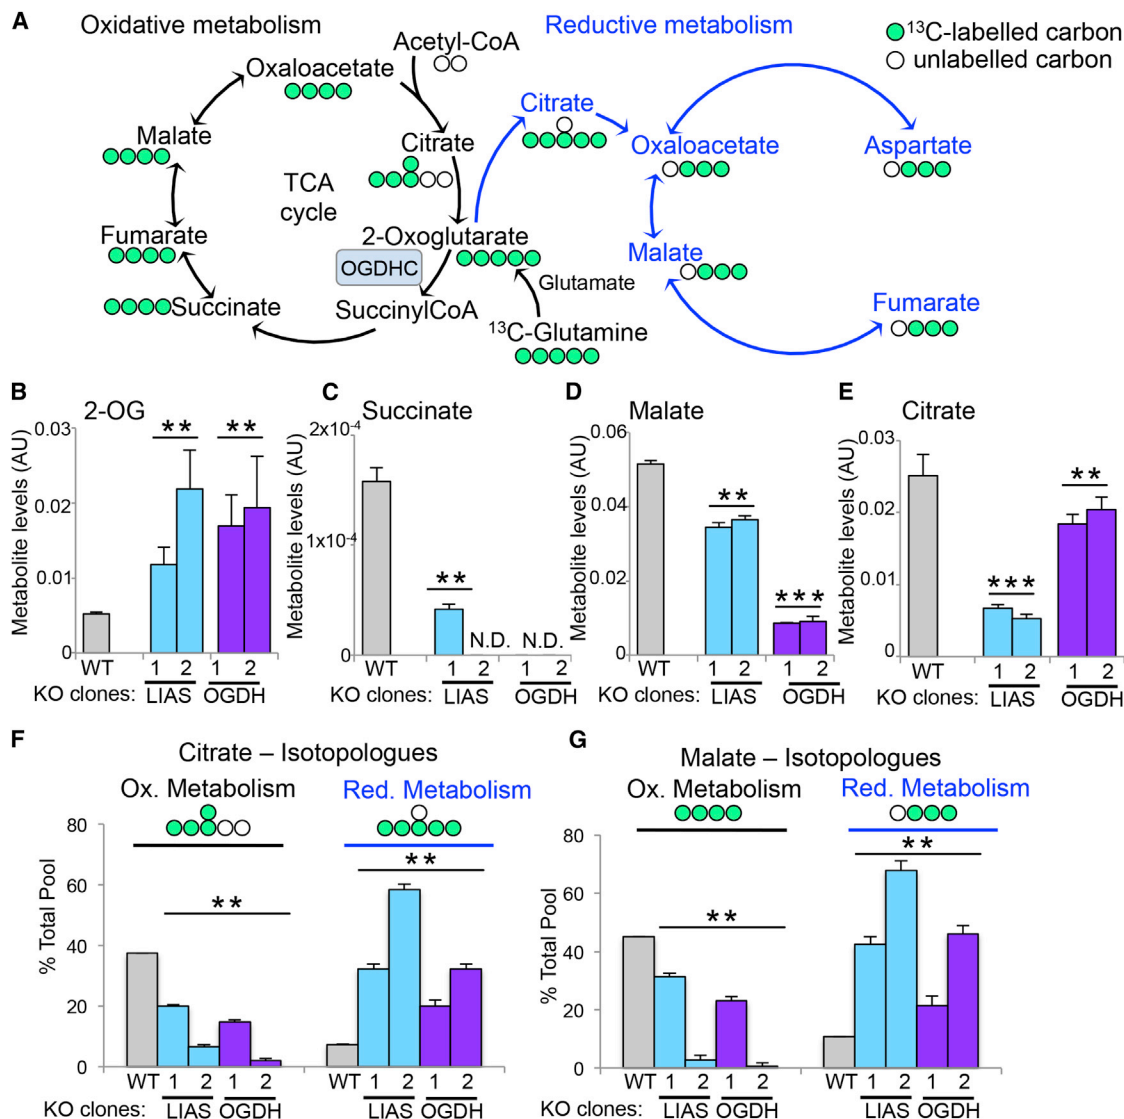 A
Oxidative metabolism
Reductive metabolism
¹³C-labelled carbon
unlabelled carbon
Acetyl-CoA
Oxaloacetate
Malate
Citrate
TCA
cycle
Fumarate
2-Oxoglutarate
OGDHC
Succinate
SuccinylCoA
Glutamate
¹³C-Glutamine
Citrate
Oxaloacetate
Aspartate
Malate
Fumarate
B
2-OG
Metabolite levels (AU)
0.03
0.02
0.01
0
** **
WT 1 2 1 2
KO clones: LIAS OGDH
C
Succinate
Metabolite levels (AU)
2x10⁻⁴
1x10⁻⁴
0
**
N.D. N.D.
WT 1 2 1 2
LIAS OGDH
KO clones:
D
Malate
Metabolite levels (AU)
0.06
0.04
0.02
0
**
***
WT 1 2 1 2
KO clones: LIAS OGDH
E
Citrate
Metabolite levels (AU)
0.03
0.02
0.01
0
***
**
WT 1 2 1 2
KO clones: LIAS OGDH
F
Citrate – Isotopologues
Ox. Metabolism Red. Metabolism
% Total Pool
80
60
40
20
0
**
**
WT 1 2 1 2 WT 1 2 1 2
KO clones: LIAS OGDH LIAS OGDH
G
Malate – Isotopologues
Ox. Metabolism Red. Metabolism
% Total Pool
80
60
40
20
0
**
**
WT 1 2 1 2 WT 1 2 1 2
KO clones: LIAS OGDH LIAS OGDH